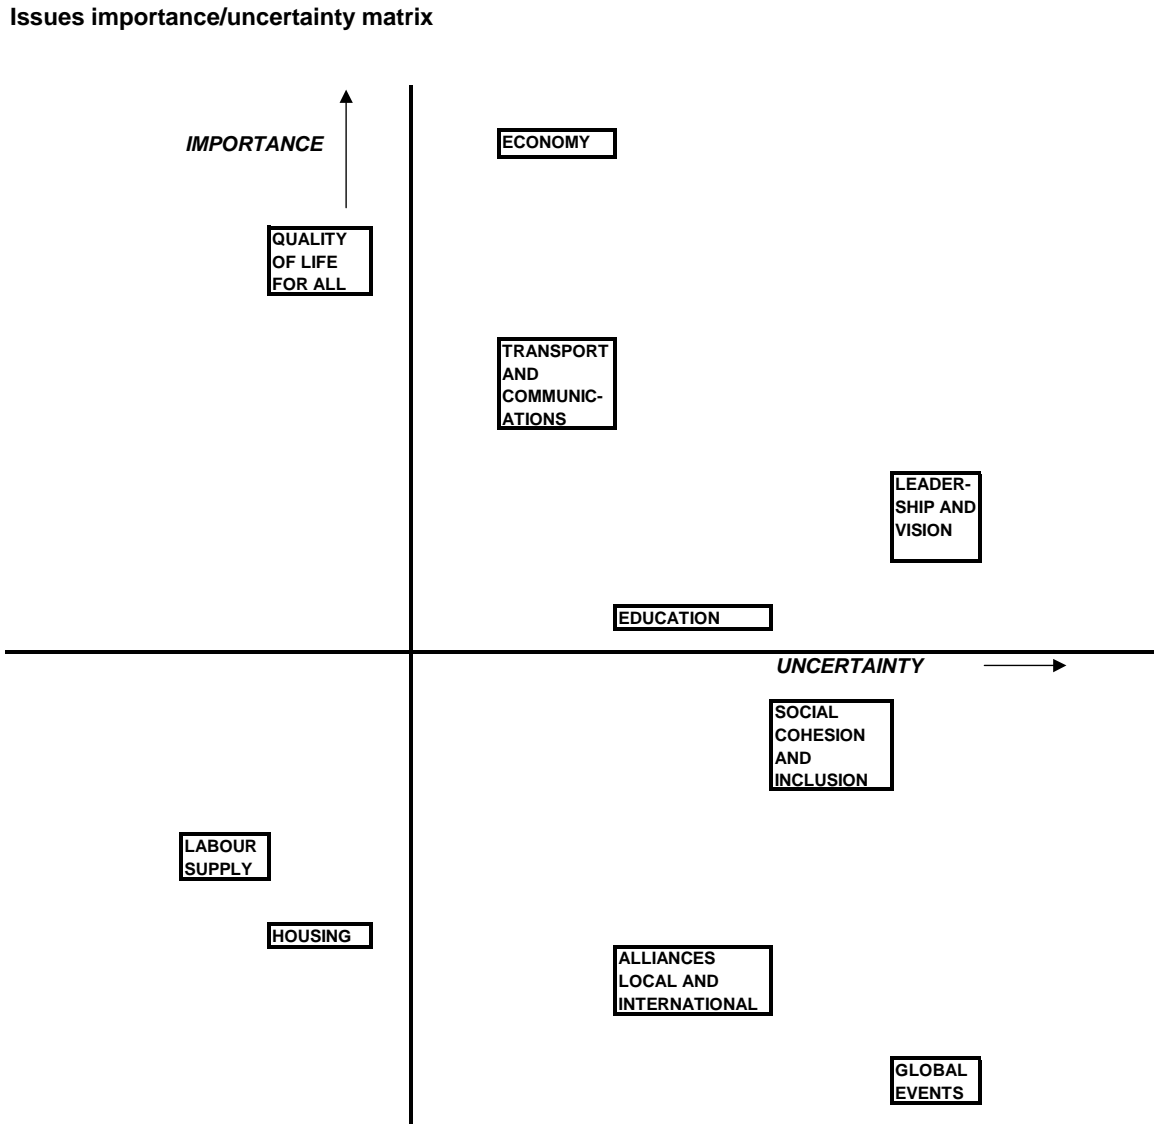 Issues importance/uncertainty matrix
IMPORTANCE
ECONOMY
QUALITY
OF LIFE
FOR ALL
TRANSPORT
AND
COMMUNIC-
ATIONS
LEADER-
SHIP AND
VISION
EDUCATION
UNCERTAINTY
SOCIAL
COHESION
AND
INCLUSION
LABOUR
SUPPLY
HOUSING
ALLIANCES
LOCAL AND
INTERNATIONAL
GLOBAL
EVENTS